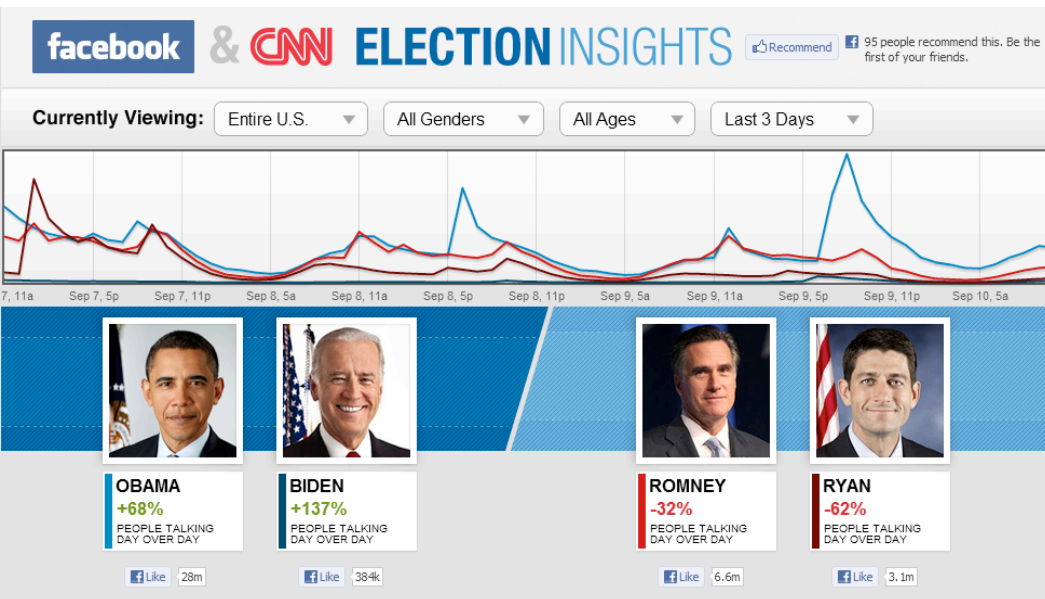 facebook & CNN ELECTION INSIGHTS Recommend 95 people recommend this. Be the
first of your friends.
Currently Viewing: Entire U.S. All Genders All Ages Last 3 Days
7, 11a Sep 7, 5p Sep 7, 11p Sep 8, 5a Sep 8, 11a Sep 8, 5p Sep 8, 11p Sep 9, 5a Sep 9, 11a Sep 9, 5p Sep 9, 11p Sep 10, 5a
OBAMA BIDEN ROMNEY RYAN
+68% +137% -32% -62%
PEOPLE TALKING PEOPLE TALKING PEOPLE TALKING PEOPLE TALKING
DAY OVER DAY DAY OVER DAY DAY OVER DAY DAY OVER DAY
Like 28m Like 384k Like 6.6m Like 3.1m